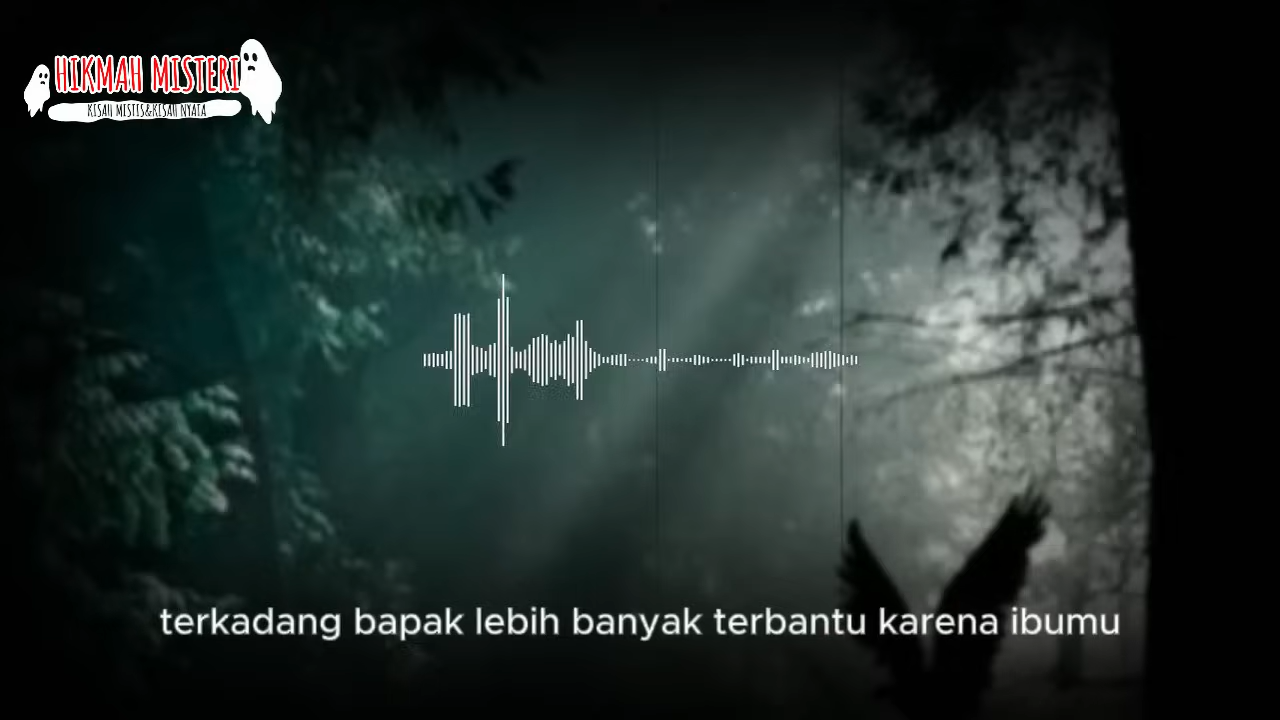 HIKMAH MISTERI
KISAH MISTIS&KISAH NYATA
terkadang bapak lebih banyak terbantu karena ibumu